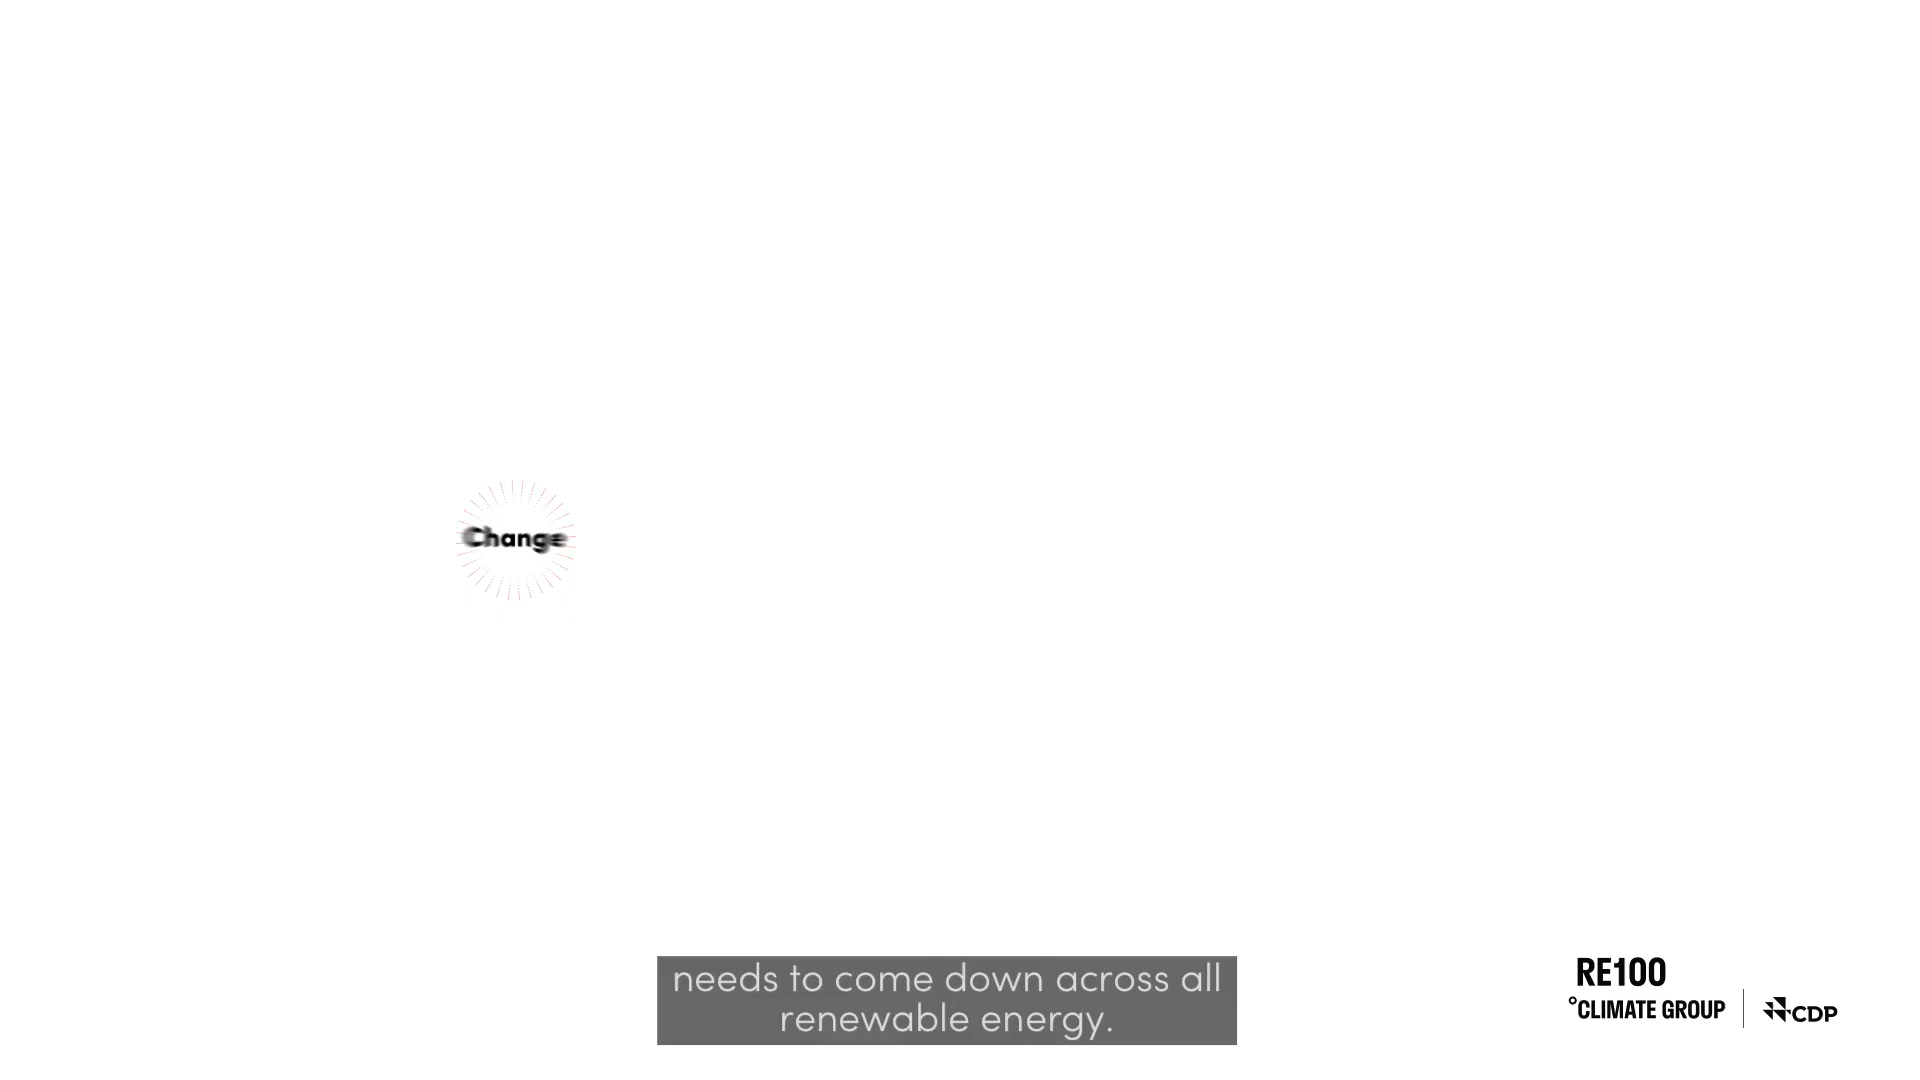 Change
needs to come down across all
renewable energy.
RE100
°CLIMATE GROUP
CDP